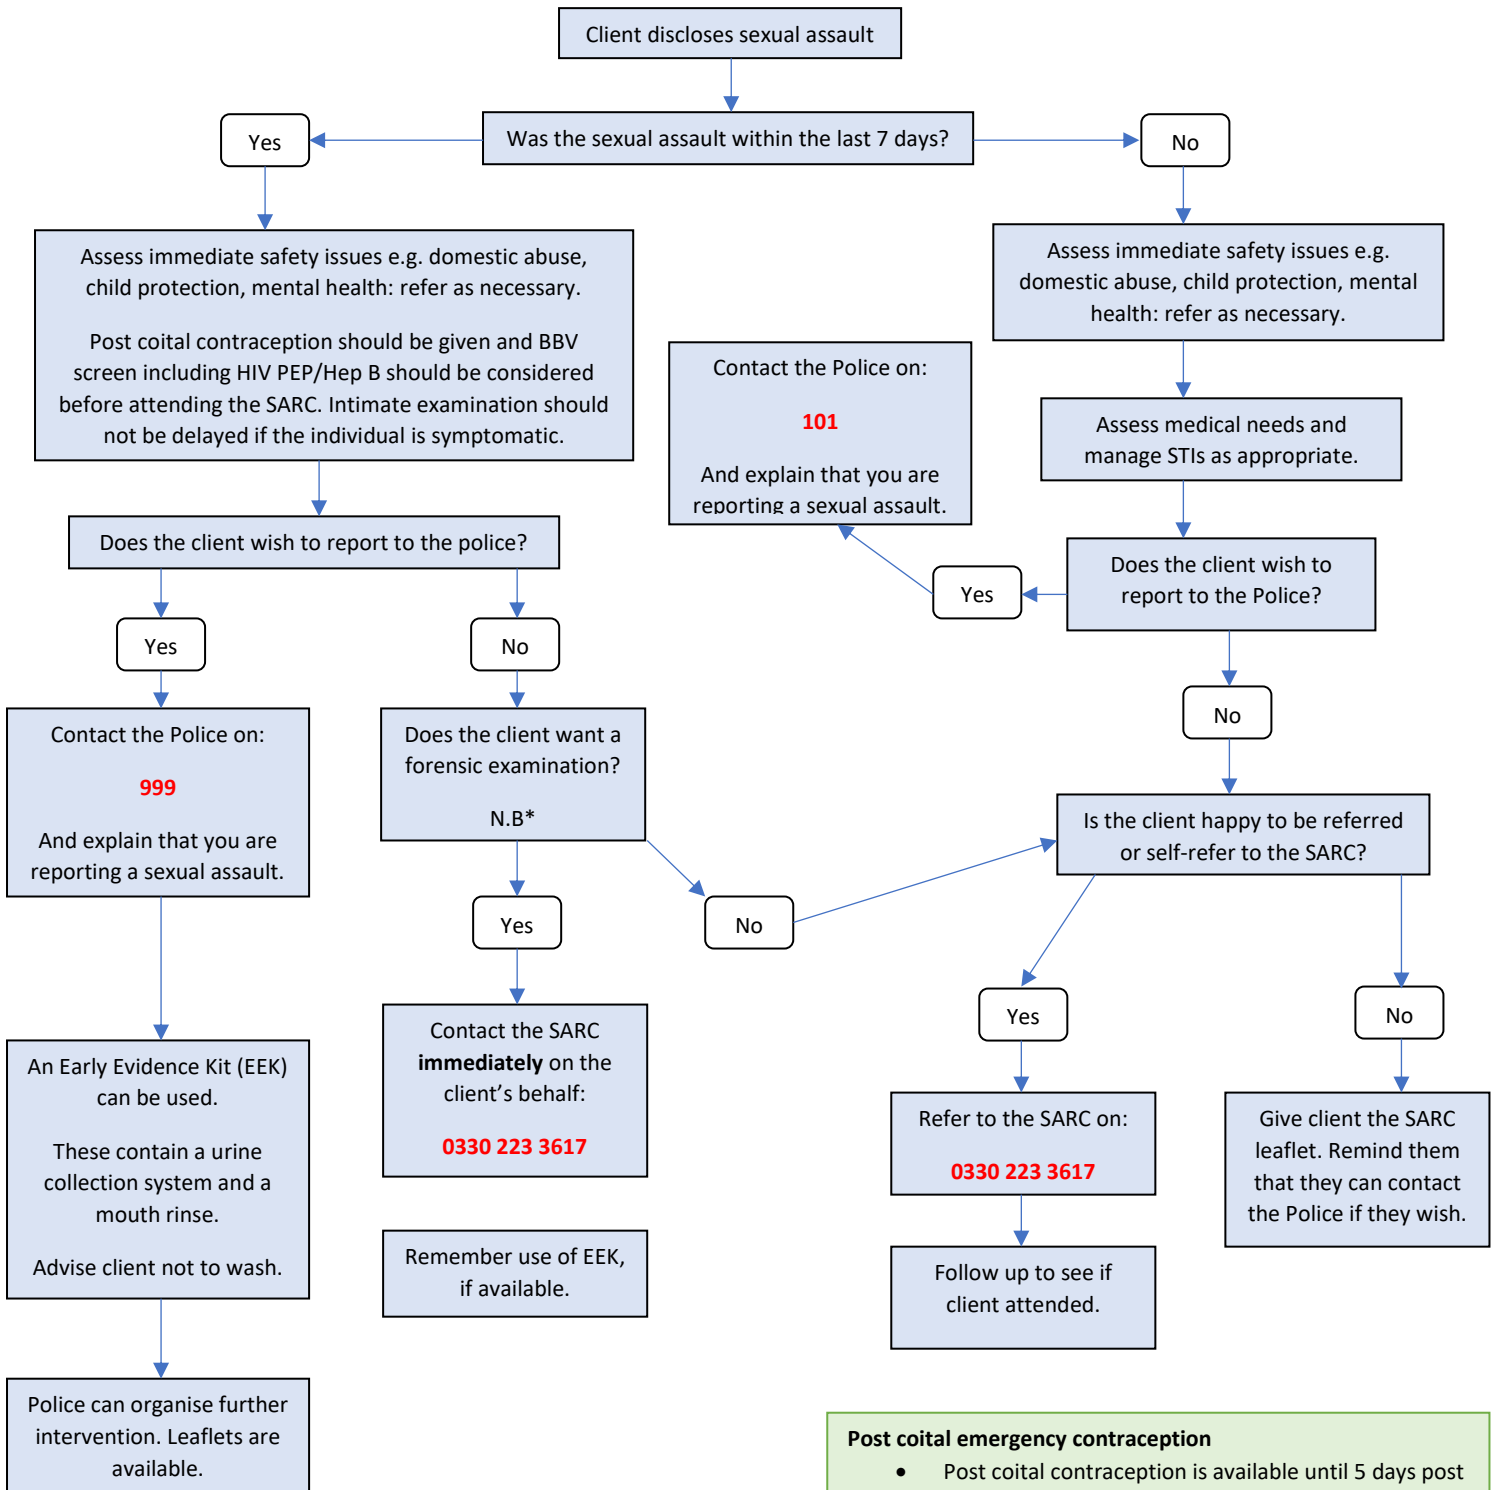 Client discloses sexual assault
Was the sexual assault within the last 7 days?
Yes
No
Assess immediate safety issues e.g. domestic abuse,
child protection, mental health: refer as necessary.
Post coital contraception should be given and BBV
screen including HIV PEP/Hep B should be considered
before attending the SARC. Intimate examination should
not be delayed if the individual is symptomatic.
Assess immediate safety issues e.g.
domestic abuse, child protection, mental
health: refer as necessary.
Contact the Police on:
101
And explain that you are
reporting a sexual assault.
Assess medical needs and
manage STIs as appropriate.
Does the client wish to report to the police?
Does the client wish to
report to the Police?
Yes
Yes
No
No
Contact the Police on:
999
And explain that you are
reporting a sexual assault.
Does the client want a
forensic examination?
N.B*
Is the client happy to be referred
or self-refer to the SARC?
Yes
No
Yes
No
An Early Evidence Kit (EEK)
can be used.
These contain a urine
collection system and a
mouth rinse.
Advise client not to wash.
Contact the SARC
immediately on the
client's behalf:
0330 223 3617
Remember use of EEK,
if available.
Refer to the SARC on:
0330 223 3617
Follow up to see if
client attended.
Give client the SARC
leaflet. Remind them
that they can contact
the Police if they wish.
Police can organise further
intervention. Leaflets are
available.
Post coital emergency contraception
• Post coital contraception is available until 5 days post